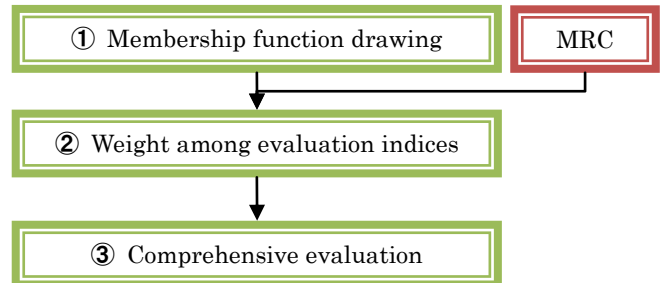 ① Membership function drawing
MRC
② Weight among evaluation indices
③ Comprehensive evaluation